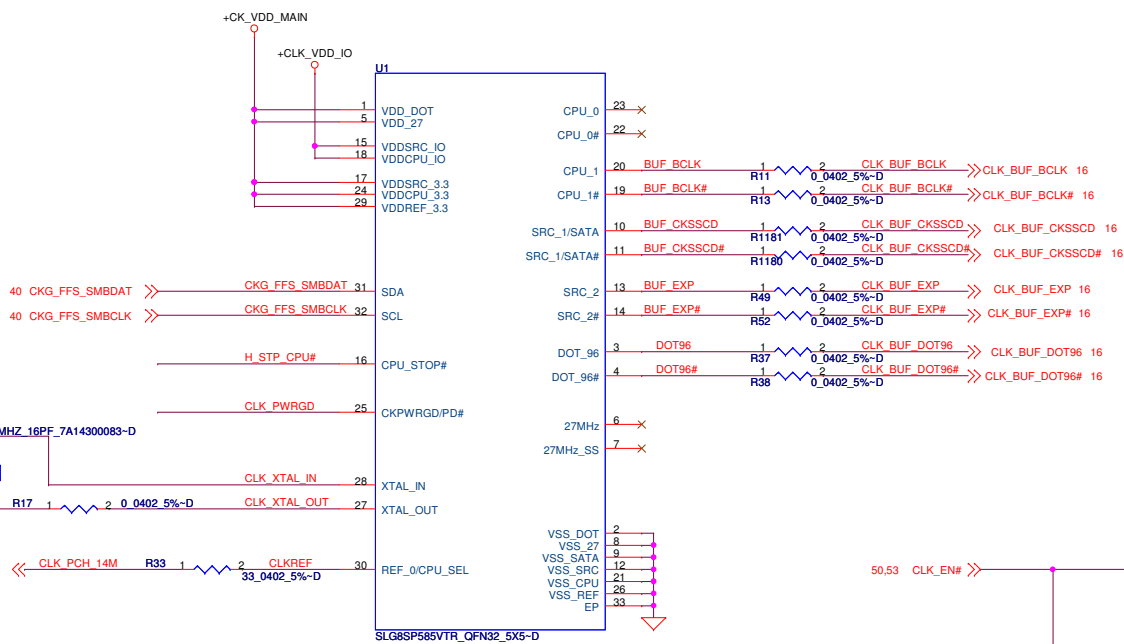 +CK_VDD_MAIN
+CLK_VDD_IO
U1
1 VDD_DOT
5 VDD_27
15 VDDSRC_IO
18 VDDCPU_IO
17 VDDSRC_3.3
24 VDDCPU_3.3
29 VDDREF_3.3
40 CKG_FFS_SMBDAT CKG_FFS_SMBDAT 31 SDA
40 CKG_FFS_SMBCLK CKG_FFS_SMBCLK 32 SCL
H_STP_CPU# 16 CPU_STOP#
CLK_PWRGD 25 CKPWRGD/PD#
MHZ_16PF_7A14300083~D
CLK_XTAL_IN 28 XTAL_IN
R17 1 2 0_0402_5%~D CLK_XTAL_OUT 27 XTAL_OUT
CLK_PCH_14M R33 1 2 CLKREF 30 REF_0/CPU_SEL
33_0402_5%~D
CPU_0 23
CPU_0# 22
CPU_1 20 BUF_BCLK 1 2 CLK_BUF_BCLK CLK_BUF_BCLK 16
R11 0_0402_5%~D
CPU_1# 19 BUF_BCLK# 1 2 CLK_BUF_BCLK# CLK_BUF_BCLK# 16
R13 0_0402_5%~D
SRC_1/SATA 10 BUF_CKSSCD 1 2 CLK_BUF_CKSSCD CLK_BUF_CKSSCD 16
R1181 0_0402_5%~D
SRC_1/SATA# 11 BUF_CKSSCD# 1 2 CLK_BUF_CKSSCD# CLK_BUF_CKSSCD# 16
R1180 0_0402_5%~D
SRC_2 13 BUF_EXP 1 2 CLK_BUF_EXP CLK_BUF_EXP 16
R49 0_0402_5%~D
SRC_2# 14 BUF_EXP# 1 2 CLK_BUF_EXP# CLK_BUF_EXP# 16
R52 0_0402_5%~D
DOT_96 3 DOT96 1 2 CLK_BUF_DOT96 CLK_BUF_DOT96 16
R37 0_0402_5%~D
DOT_96# 4 DOT96# 1 2 CLK_BUF_DOT96# CLK_BUF_DOT96# 16
R38 0_0402_5%~D
27MHz 6
27MHz_SS 7
VSS_DOT 2
VSS_27 8
VSS_SATA 9
VSS_SRC 12
VSS_CPU 21
VSS_REF 26
EP 33
SLG8SP585VTR_QFN32_5X5~D
50,53 CLK_EN#